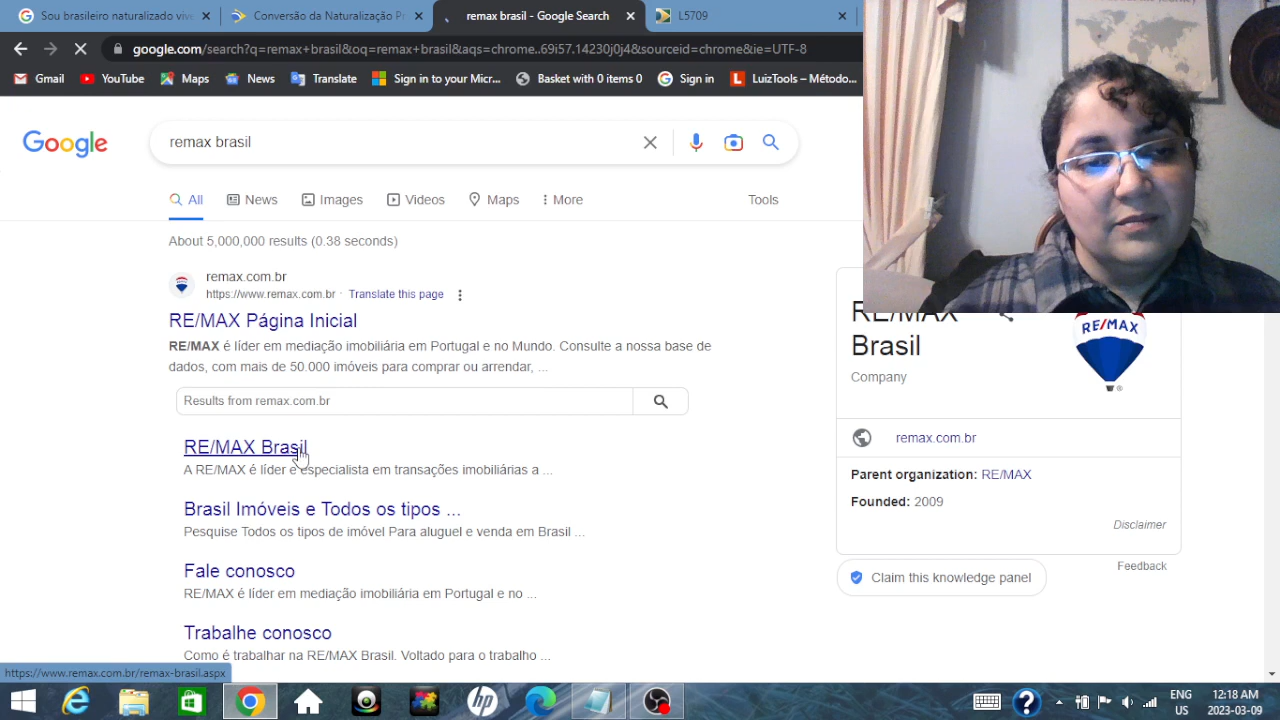 Sou brasileiro naturalizado vive
Conversão da Naturalização P
remax brasil - Google Search
L5709
google.com/search?q=remax+brasil&oq=remax+brasil&aqs=chrome..69i57.14230j0j4&sourceid=chrome&ie=UTF-8
Gmail
YouTube
Maps
News
Translate
Sign in to your Mic...
Basket with 0 items 0
Sign in
LuizTools – Método...
Google
remax brasil
All
News
Images
Videos
Maps
More
Tools
About 5,000,000 results (0.38 seconds)
remax.com.br
https://www.remax.com.br · Translate this page
RE/MAX Página Inicial
RE/MAX é líder em mediação imobiliária em Portugal e no Mundo. Consulte a nossa base de
dados, com mais de 50.000 imóveis para comprar ou arrendar, ...
Results from remax.com.br
RE/MAX Brasil
A RE/MAX é líder e especialista em transações imobiliárias a ...
Brasil Imóveis e Todos os tipos ...
Pesquise Todos os tipos de imóvel Para aluguel e venda em Brasil ...
Fale conosco
RE/MAX é líder em mediação imobiliária em Portugal e no ...
Trabalhe conosco
Como é trabalhar na RE/MAX Brasil. Voltado para o trabalho ...
RE/MAX
Brasil
Company
RE/MAX
remax.com.br
Parent organization: RE/MAX
Founded: 2009
Disclaimer
Feedback
Claim this knowledge panel
https://www.remax.com.br/remax-brasil.aspx
ENG
US
12:18 AM
2023-03-09